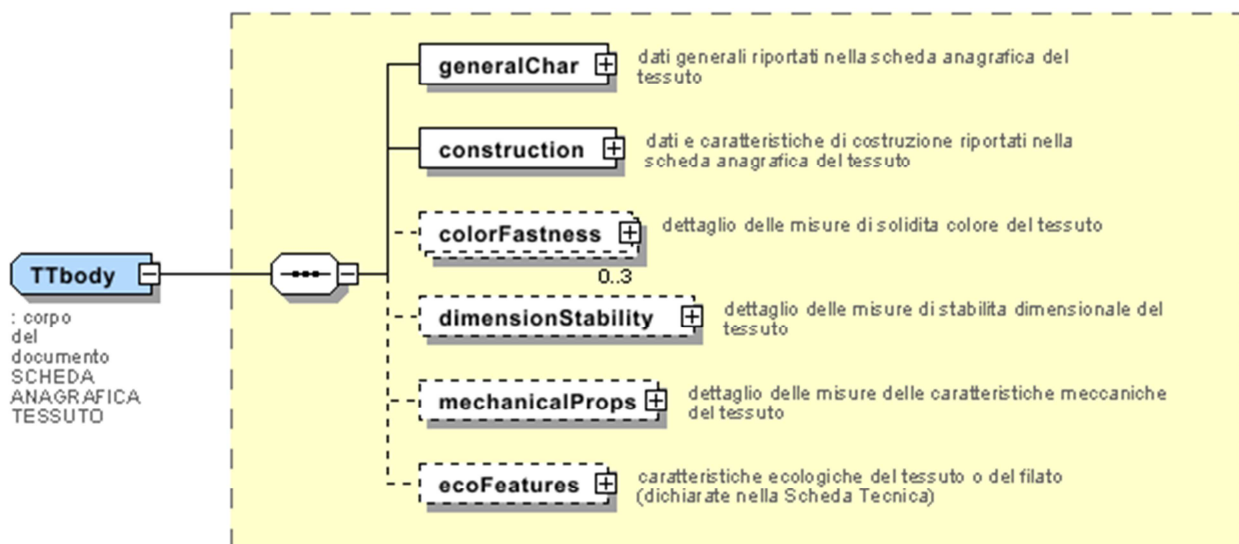 generalChar
dati generali riportati nella scheda anagrafica del
tessuto
construction
dati e caratteristiche di costruzione riportati nella
scheda anagrafica del tessuto
colorFastness
dettaglio delle misure di solidita colore del tessuto
0..3
TTbody
: corpo
del
documento
SCHEDA
ANAGRAFICA
TESSUTO
dimensionStability
dettaglio delle misure di stabilita dimensionale del
tessuto
mechanicalProps
dettaglio delle misure delle caratteristiche meccaniche
del tessuto
ecoFeatures
caratteristiche ecologiche del tessuto o del filato
(dichiarate nella Scheda Tecnica)